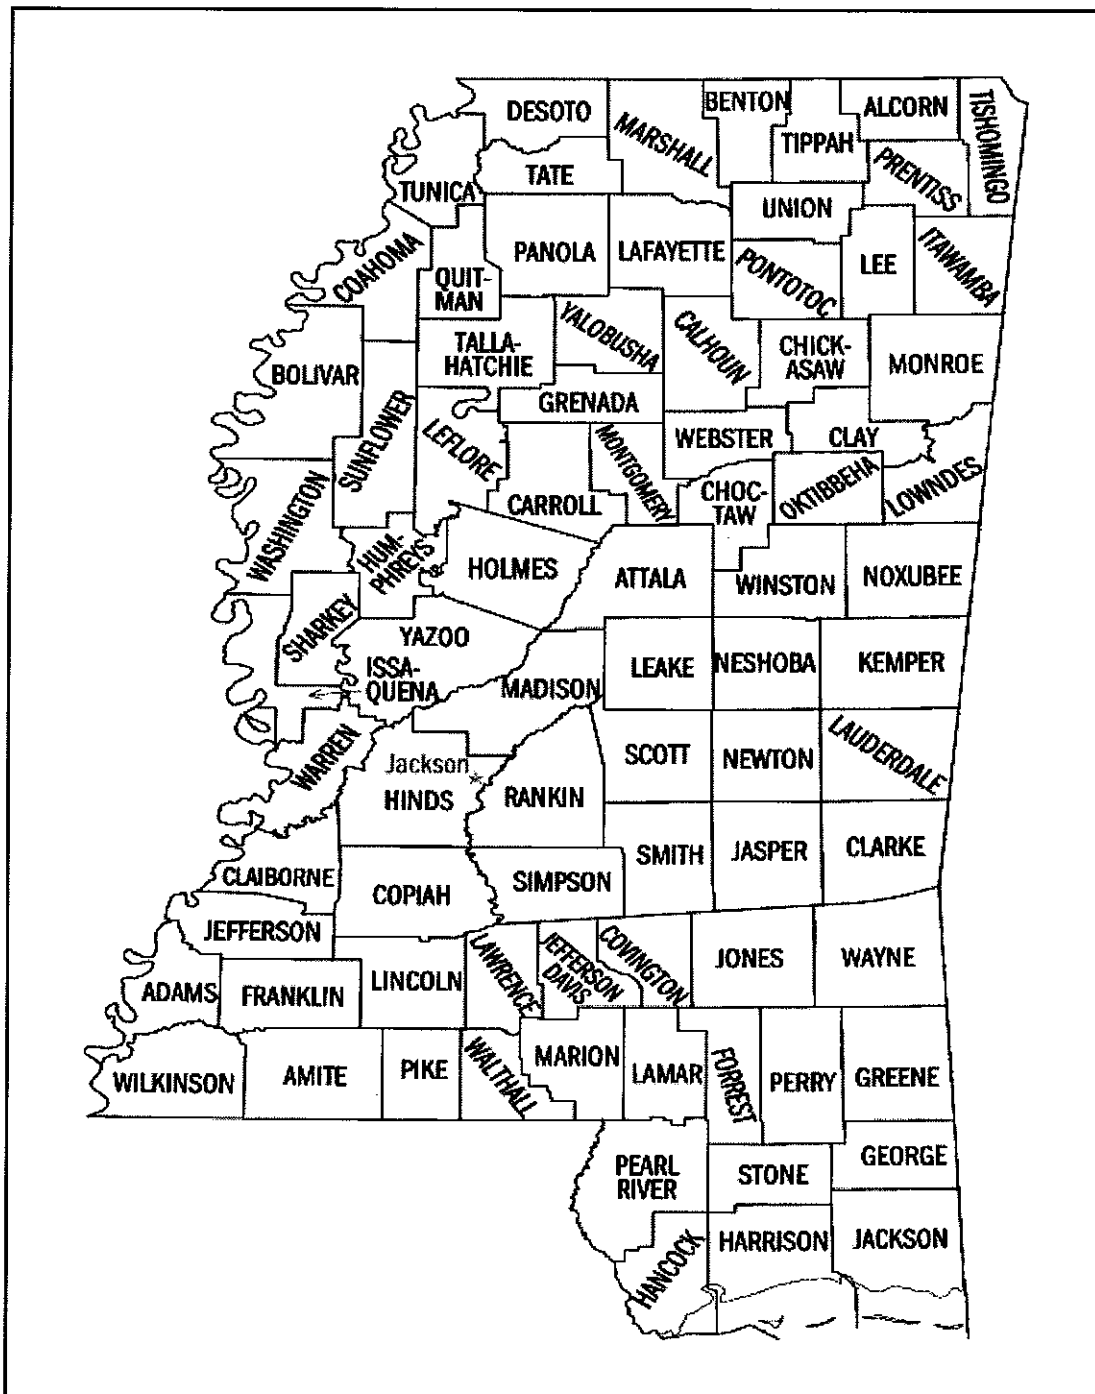 DESOTO
BENTON
ALCORN
TISHOMINGO
MARSHALL
TIPPAH
PRENTISS
TATE
TUNICA
UNION
PANOLA
LAFAYETTE
PONTOTOC
LEE
ITAWAMBA
COAHOMA
QUIT-
MAN
YALOBUSHA
CALHOUN
TALLA-
HATCHIE
CHICK-
ASAW
MONROE
BOLIVAR
GRENADA
SUNFLOWER
LEFLORE
WEBSTER
CLAY
MONTGOMERY
CARROLL
CHOC-
TAW
OKTIBBEHA
LOWNDES
WASHINGTON
HUM-
PHREYS
HOLMES
ATTALA
WINSTON
NOXUBEE
SHARKEY
YAZOO
ISSA-
QUENA
MADISON
LEAKE
NESHOBA
KEMPER
WARREN
SCOTT
NEWTON
LAUDERDALE
Jackson
HINDS
RANKIN
SMITH
JASPER
CLARKE
CLAIBORNE
COPIAH
SIMPSON
JEFFERSON
LAWRENCE
JEFFERSON
DAVIS
COVINGTON
JONES
WAYNE
ADAMS
FRANKLIN
LINCOLN
WILKINSON
AMITE
PIKE
WALTHALL
MARION
LAMAR
FORREST
PERRY
GREENE
PEARL
RIVER
STONE
GEORGE
HANCOCK
HARRISON
JACKSON